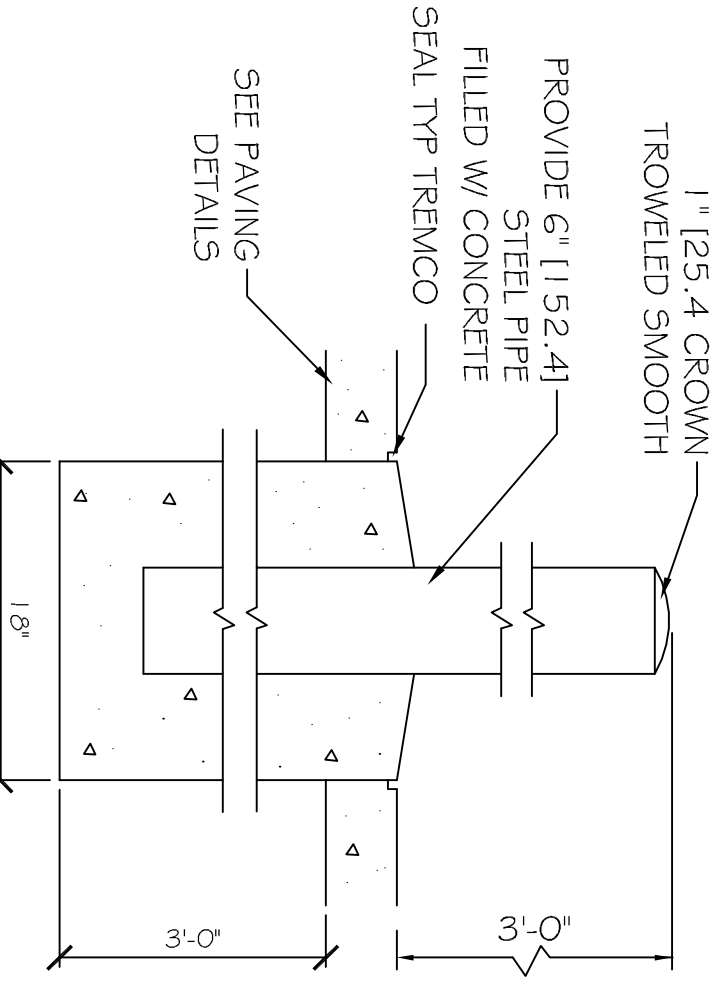 1" [25.4 CROWN
TROWELED SMOOTH
PROVIDE 6" [152.4]
STEEL PIPE
FILLED W/ CONCRETE
SEAL TYP TREMCO
SEE PAVING
DETAILS
3'-0"
3'-0"
18"